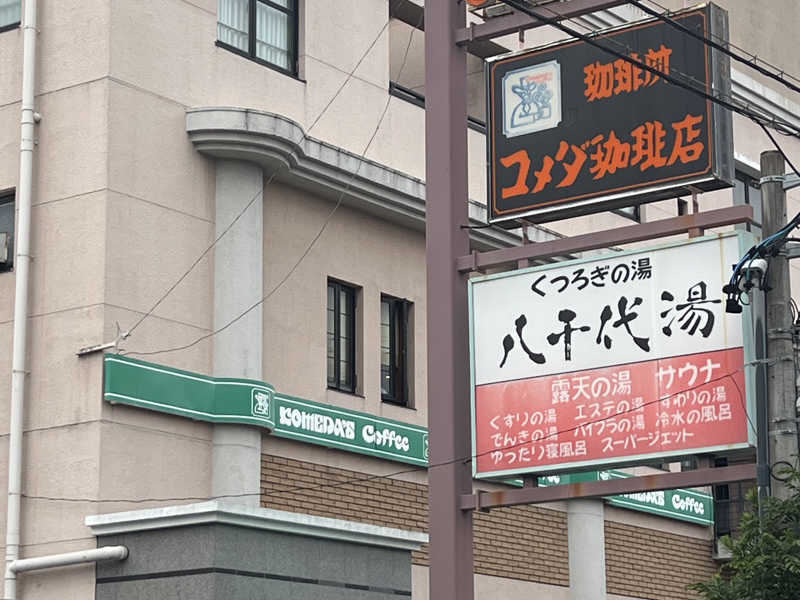 珈琲所
コメダ珈琲店
くつろぎの湯
八千代湯
露天の湯 サウナ
くすりの湯 エステの湯 すわりの湯
でんきの湯 バイブラの湯 冷水の風呂
ゆったり寝風呂 スーパージェット
KOMEDA'S Coffee
KOMEDA'S Coffee